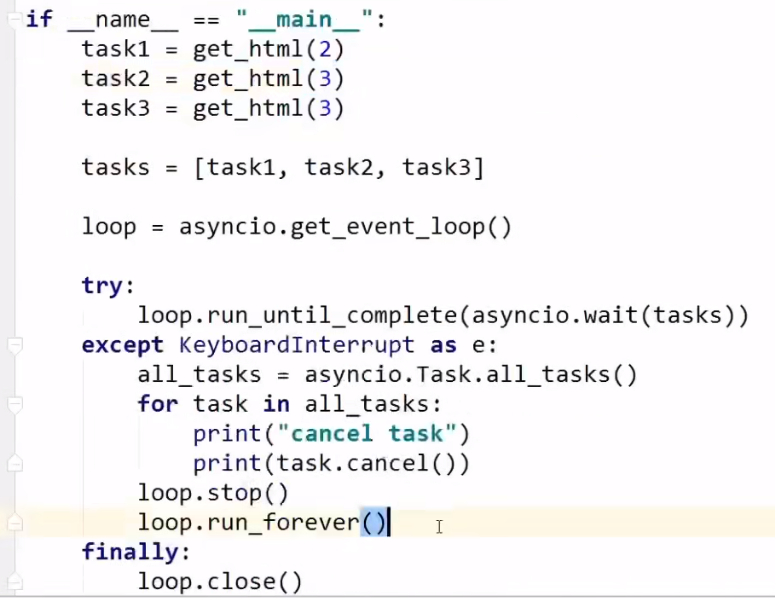 if __name__ == "__main__":
    task1 = get_html(2)
    task2 = get_html(3)
    task3 = get_html(3)

    tasks = [task1, task2, task3]

    loop = asyncio.get_event_loop()

    try:
        loop.run_until_complete(asyncio.wait(tasks))
    except KeyboardInterrupt as e:
        all_tasks = asyncio.Task.all_tasks()
        for task in all_tasks:
            print("cancel task")
            print(task.cancel())
        loop.stop()
        loop.run_forever()
    finally:
        loop.close()